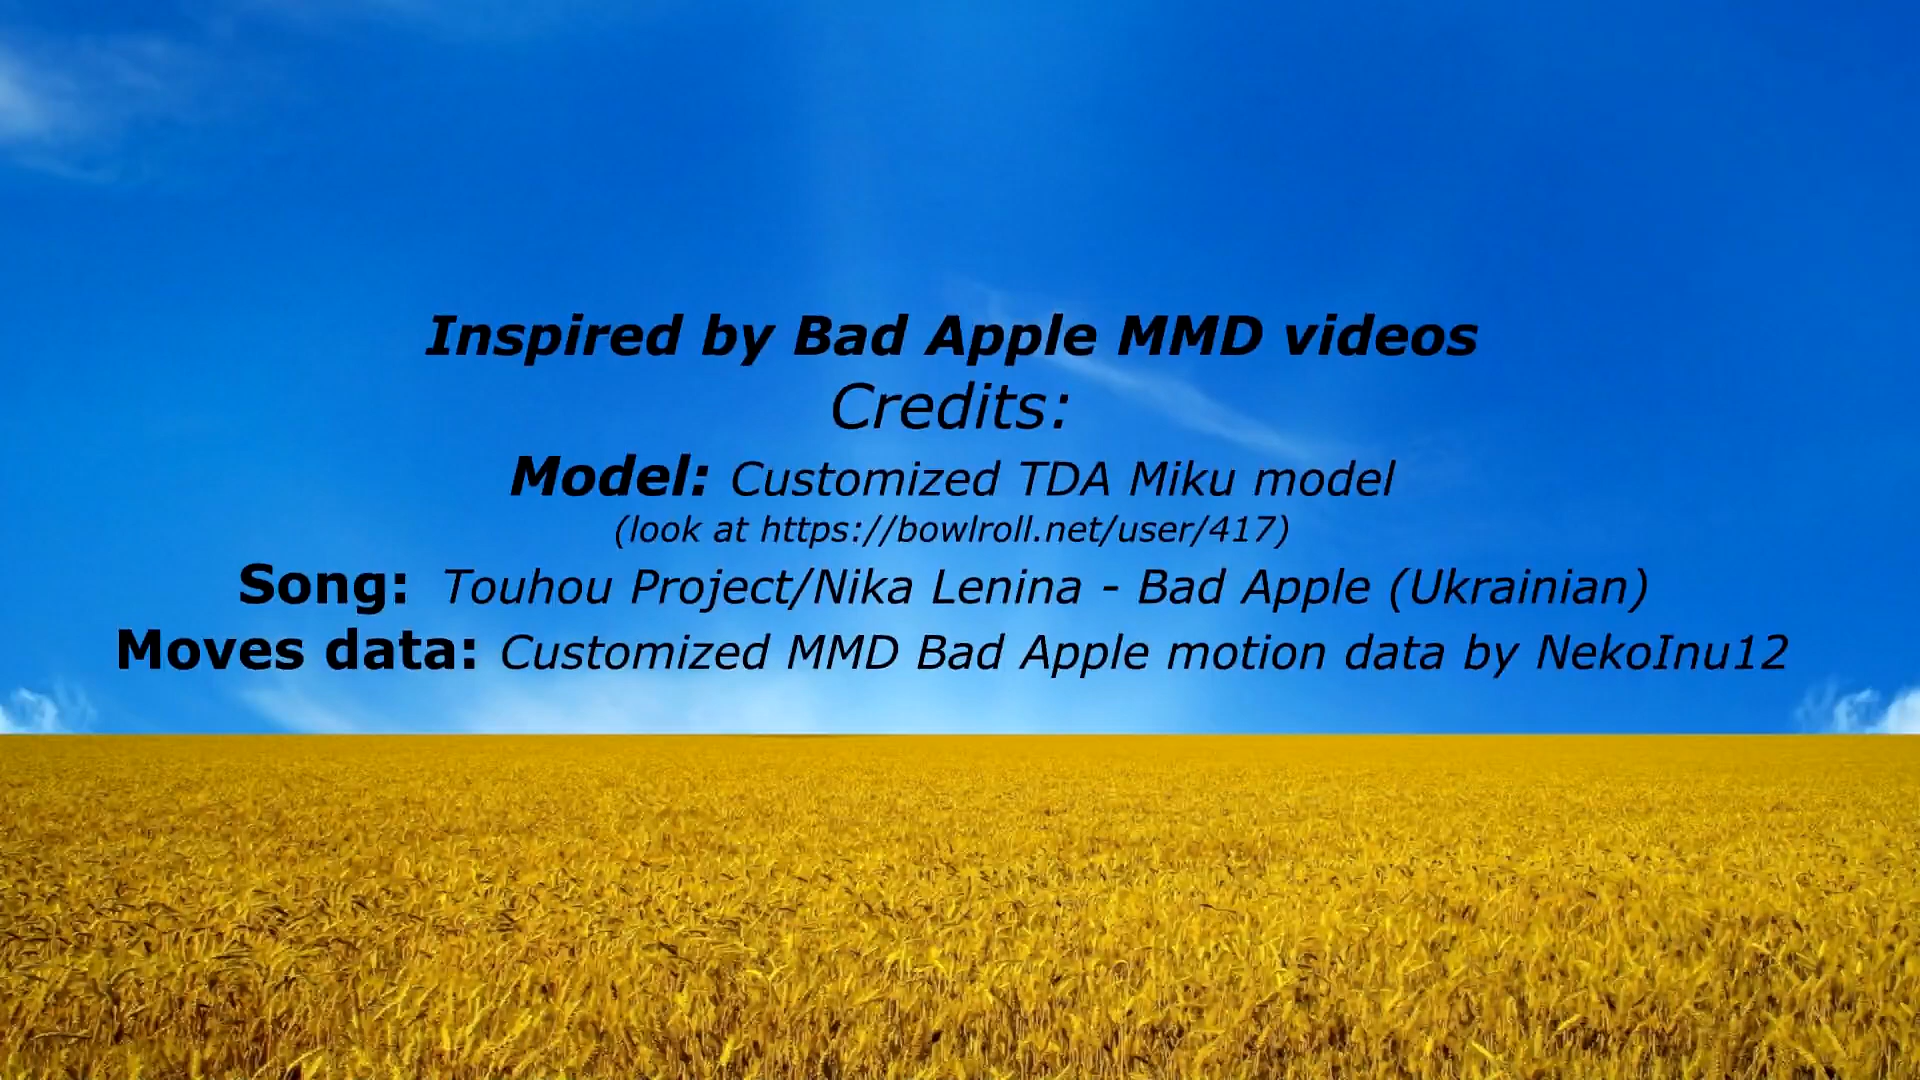 Inspired by Bad Apple MMD videos
Credits:
Model: Customized TDA Miku model
(look at https://bowlroll.net/user/417)
Song: Touhou Project/Nika Lenina - Bad Apple (Ukrainian)
Moves data: Customized MMD Bad Apple motion data by NekoInu12